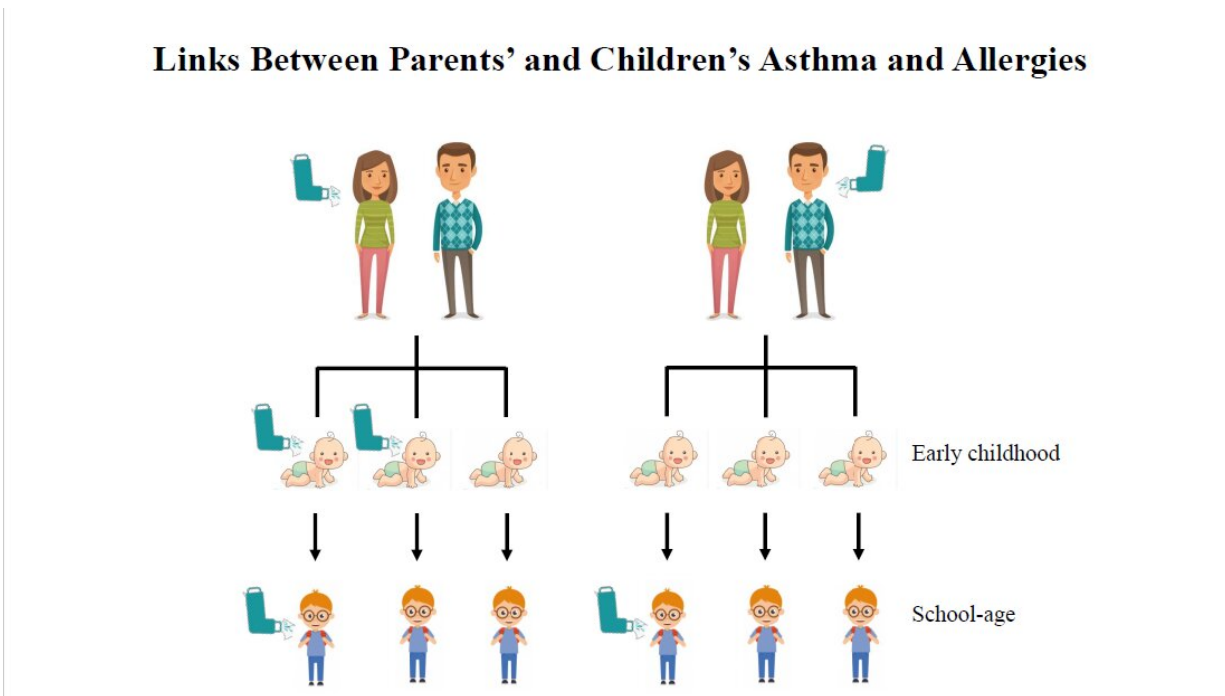 Links Between Parents’ and Children’s Asthma and Allergies
Early childhood
School-age